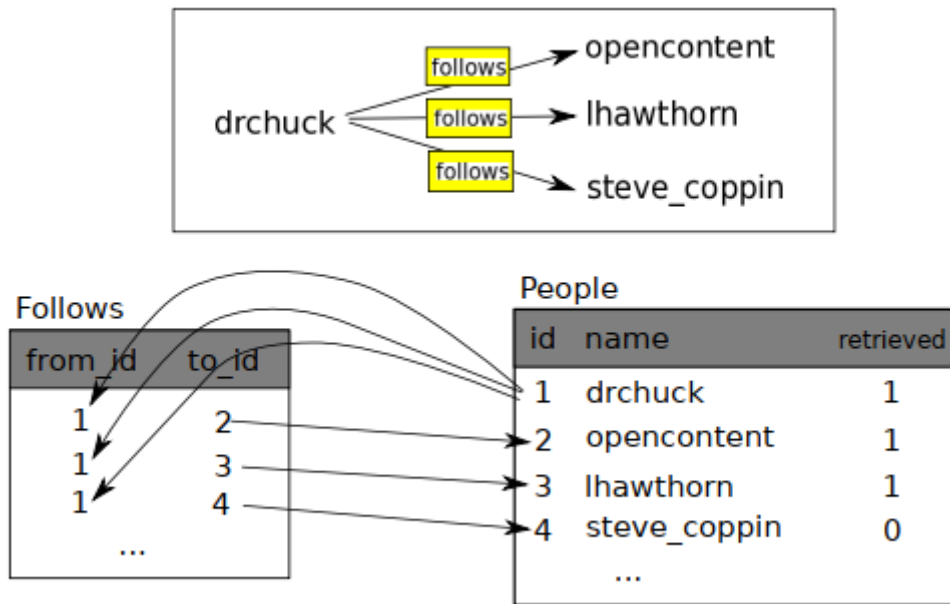 opencontent
follows
drchuck
follows
lhawthorn
follows
steve_coppin
Follows
from_id to_id
1 2
1 3
1 4
...
People
id name retrieved
1 drchuck 1
2 opencontent 1
3 lhawthorn 1
4 steve_coppin 0
...